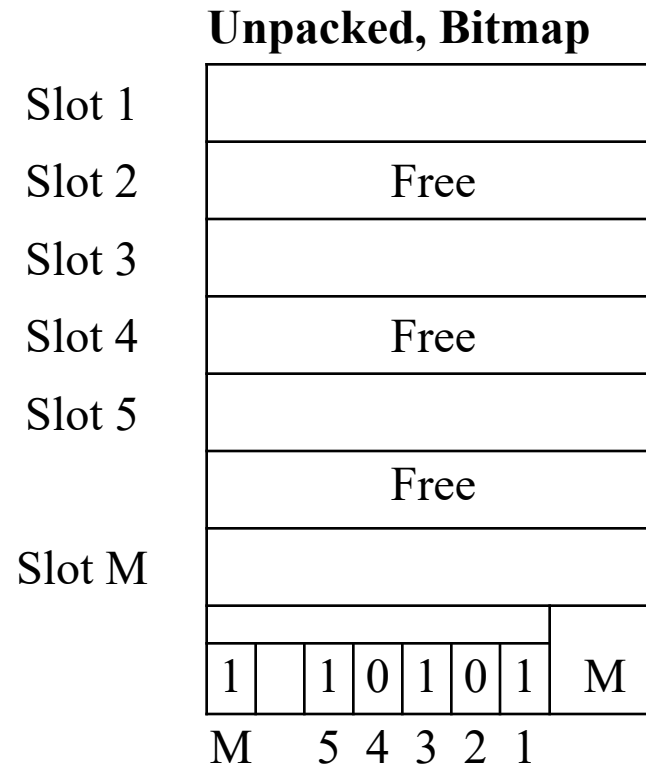 Unpacked, Bitmap
Slot 1
Slot 2 Free
Slot 3
Slot 4 Free
Slot 5
Free
Slot M
1 1 0 1 0 1 M
M 5 4 3 2 1